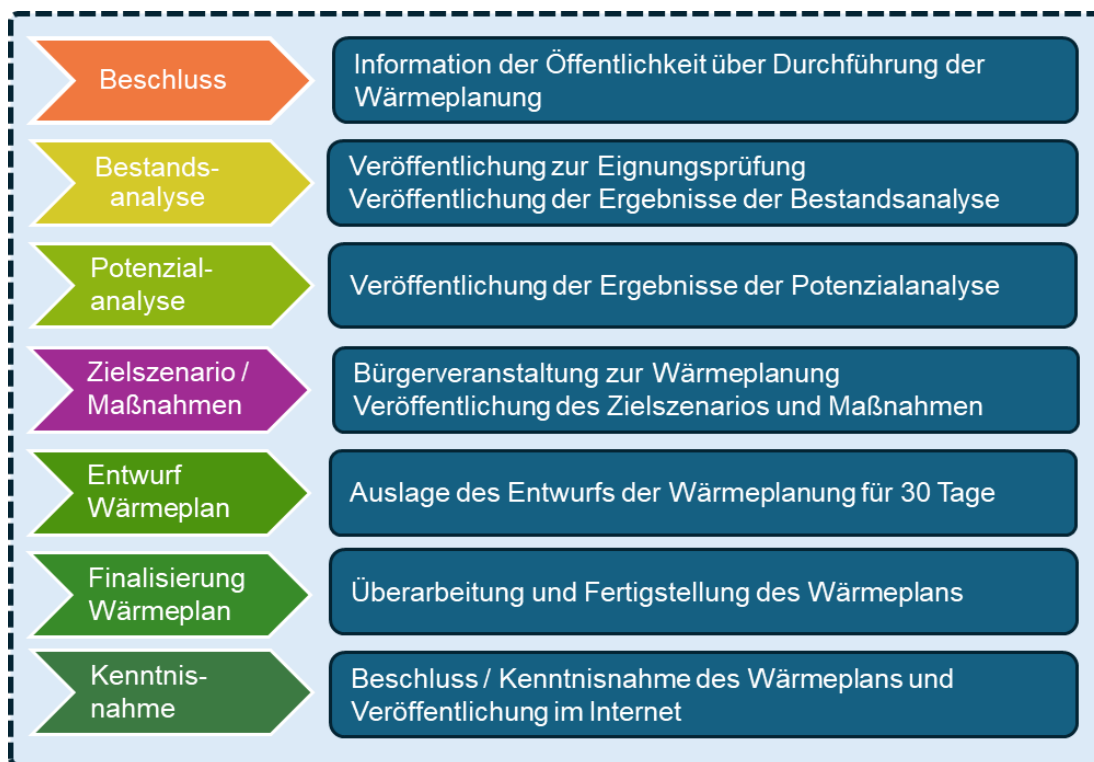 Beschluss
Information der Öffentlichkeit über Durchführung der
Wärmeplanung
Bestands-
analyse
Veröffentlichung zur Eignungsprüfung
Veröffentlichung der Ergebnisse der Bestandsanalyse
Potenzial-
analyse
Veröffentlichung der Ergebnisse der Potenzialanalyse
Zielszenario /
Maßnahmen
Bürgerveranstaltung zur Wärmeplanung
Veröffentlichung des Zielszenarios und Maßnahmen
Entwurf
Wärmeplan
Auslage des Entwurfs der Wärmeplanung für 30 Tage
Finalisierung
Wärmeplan
Überarbeitung und Fertigstellung des Wärmeplans
Kenntnis-
nahme
Beschluss / Kenntnisnahme des Wärmeplans und
Veröffentlichung im Internet